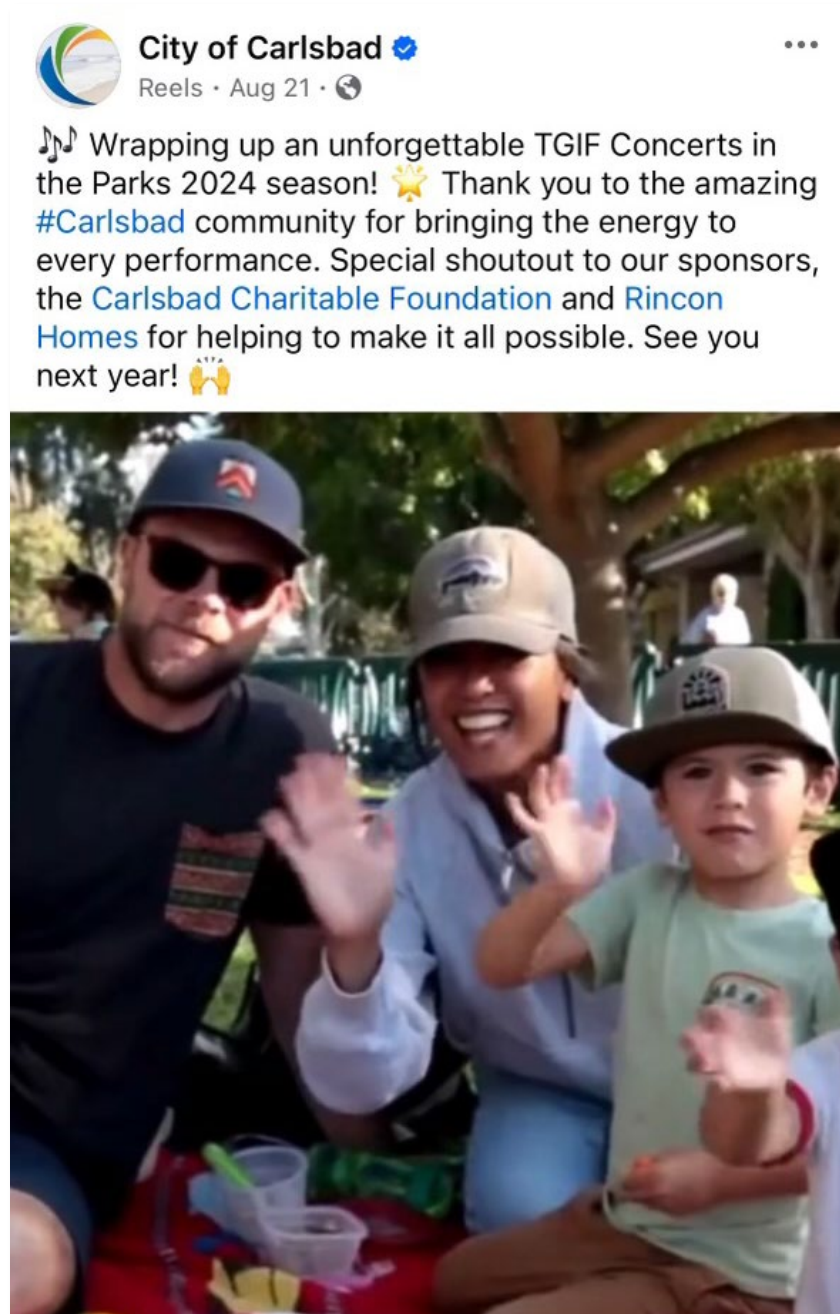 City of Carlsbad
Reels · Aug 21 ·
🎶 Wrapping up an unforgettable TGIF Concerts in
the Parks 2024 season! 🌟 Thank you to the amazing
#Carlsbad community for bringing the energy to
every performance. Special shoutout to our sponsors,
the Carlsbad Charitable Foundation and Rincon
Homes for helping to make it all possible. See you
next year! 🙌